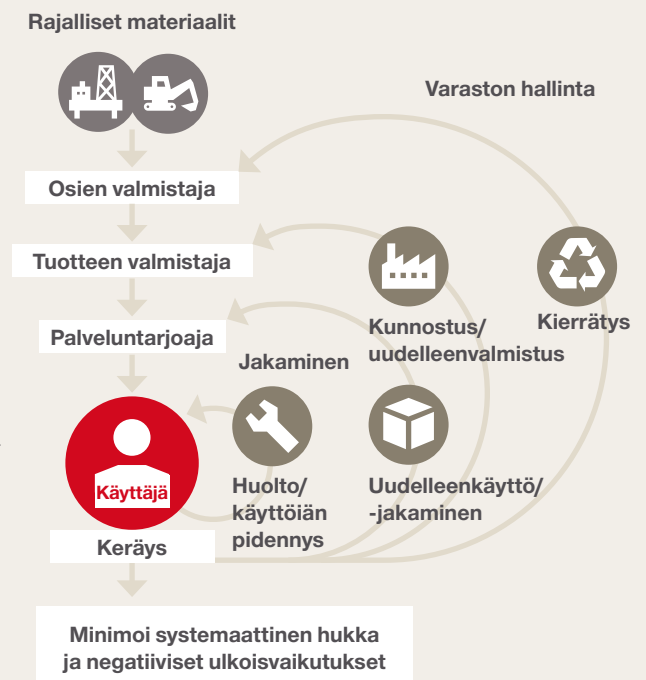 Rajalliset materiaalit
Varaston hallinta
Osien valmistaja
Tuotteen valmistaja
Kunnostus/
uudelleenvalmistus
Kierrätys
Palveluntarjoaja
Jakaminen
Käyttäjä
Huolto/
käyttöiän
pidennys
Uudelleenkäyttö/
-jakaminen
Keräys
Minimoi systemaattinen hukka
ja negatiiviset ulkoisvaikutukset